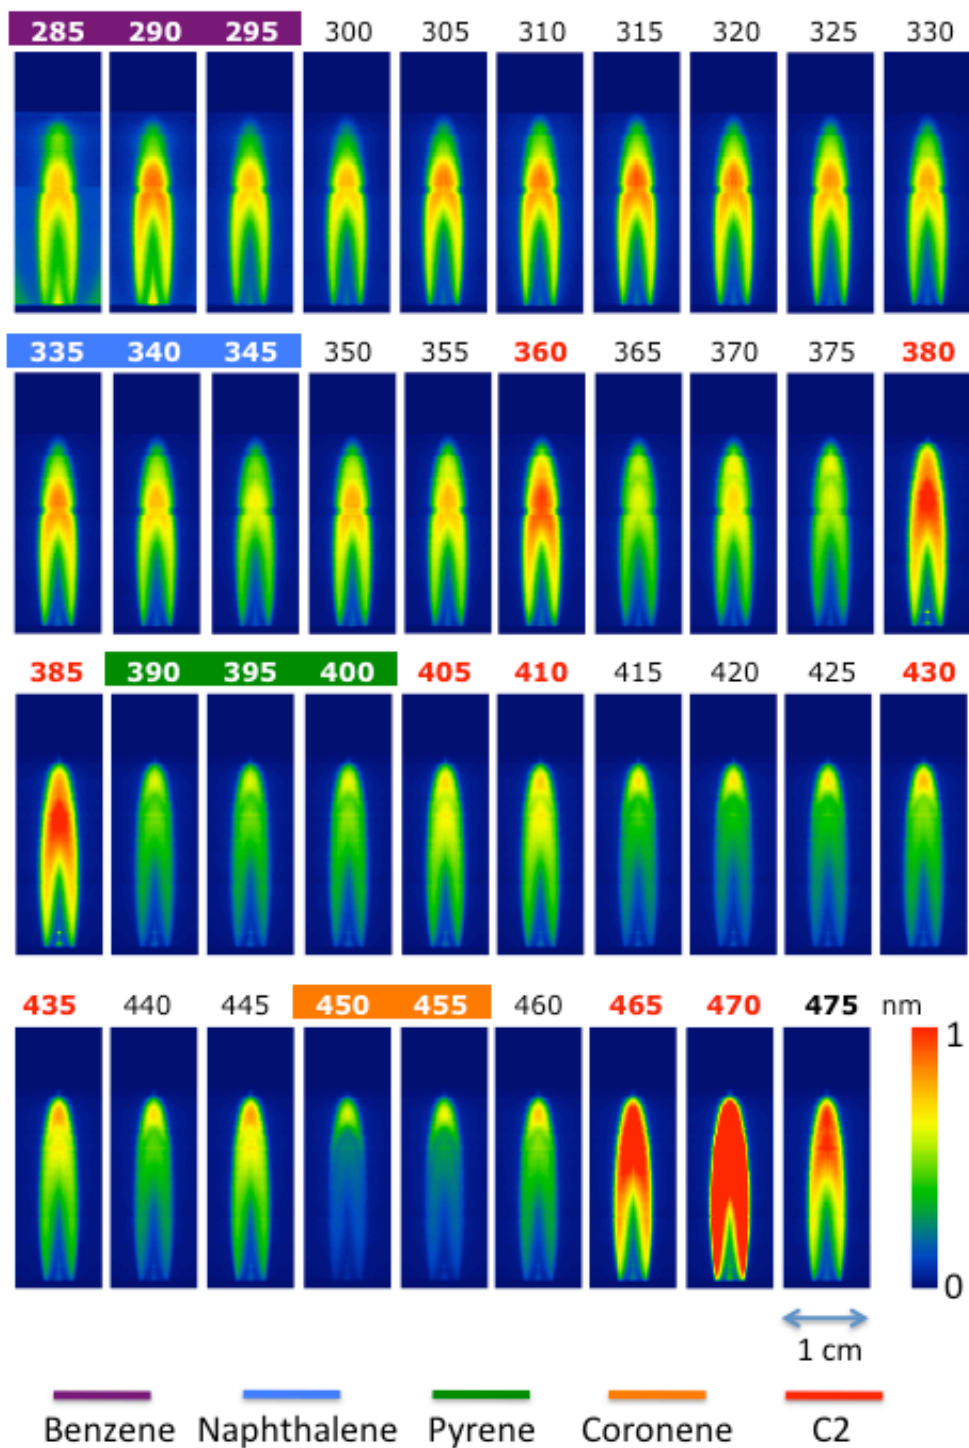 285 290 295 300 305 310 315 320 325 330
335 340 345 350 355 360 365 370 375 380
385 390 395 400 405 410 415 420 425 430
435 440 445 450 455 460 465 470 475 nm
1
0
1 cm
Benzene Naphthalene Pyrene Coronene C2